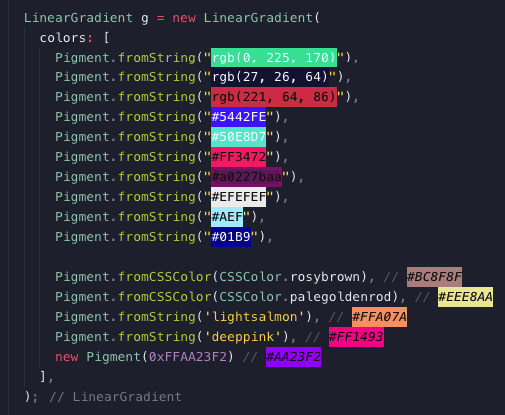 LinearGradient g = new LinearGradient(
  colors: [
    Pigment.fromString("rgb(0, 225, 170)"),
    Pigment.fromString("rgb(27, 26, 64)"),
    Pigment.fromString("rgb(221, 64, 86)"),
    Pigment.fromString("#5442FE"),
    Pigment.fromString("#50E8D7"),
    Pigment.fromString("#FF3472"),
    Pigment.fromString("#a0227baa"),
    Pigment.fromString("#EFEFEF"),
    Pigment.fromString("#AEF"),
    Pigment.fromString("#01B9"),

    Pigment.fromCSSColor(CSSColor.rosybrown), // #BC8F8F
    Pigment.fromCSSColor(CSSColor.palegoldenrod), // #EEE8AA
    Pigment.fromString('lightsalmon'), // #FFA07A
    Pigment.fromString('deeppink'), // #FF1493
    new Pigment(0xFFAA23F2) // #AA23F2
  ],
); // LinearGradient